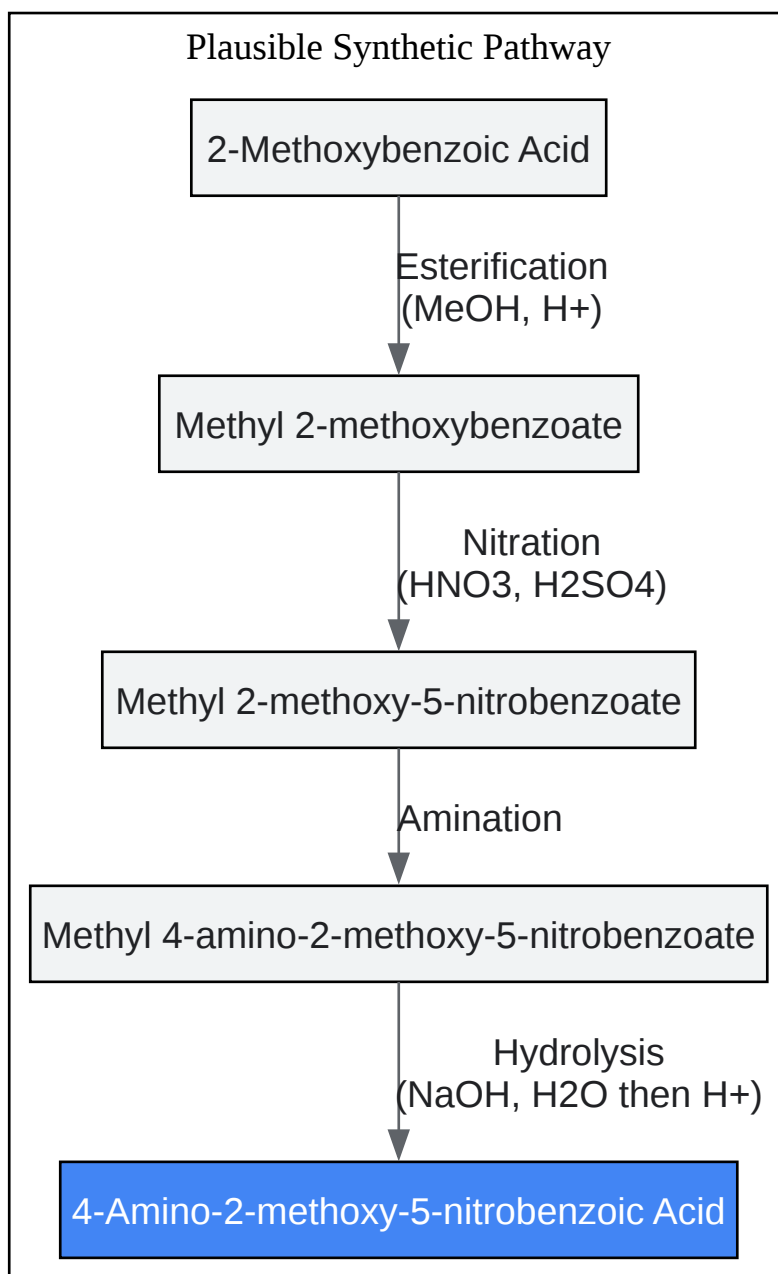 Plausible Synthetic Pathway
2-Methoxybenzoic Acid
Esterification
(MeOH, H+)
Methyl 2-methoxybenzoate
Nitration
(HNO3, H2SO4)
Methyl 2-methoxy-5-nitrobenzoate
Amination
Methyl 4-amino-2-methoxy-5-nitrobenzoate
Hydrolysis
(NaOH, H2O then H+)
4-Amino-2-methoxy-5-nitrobenzoic Acid